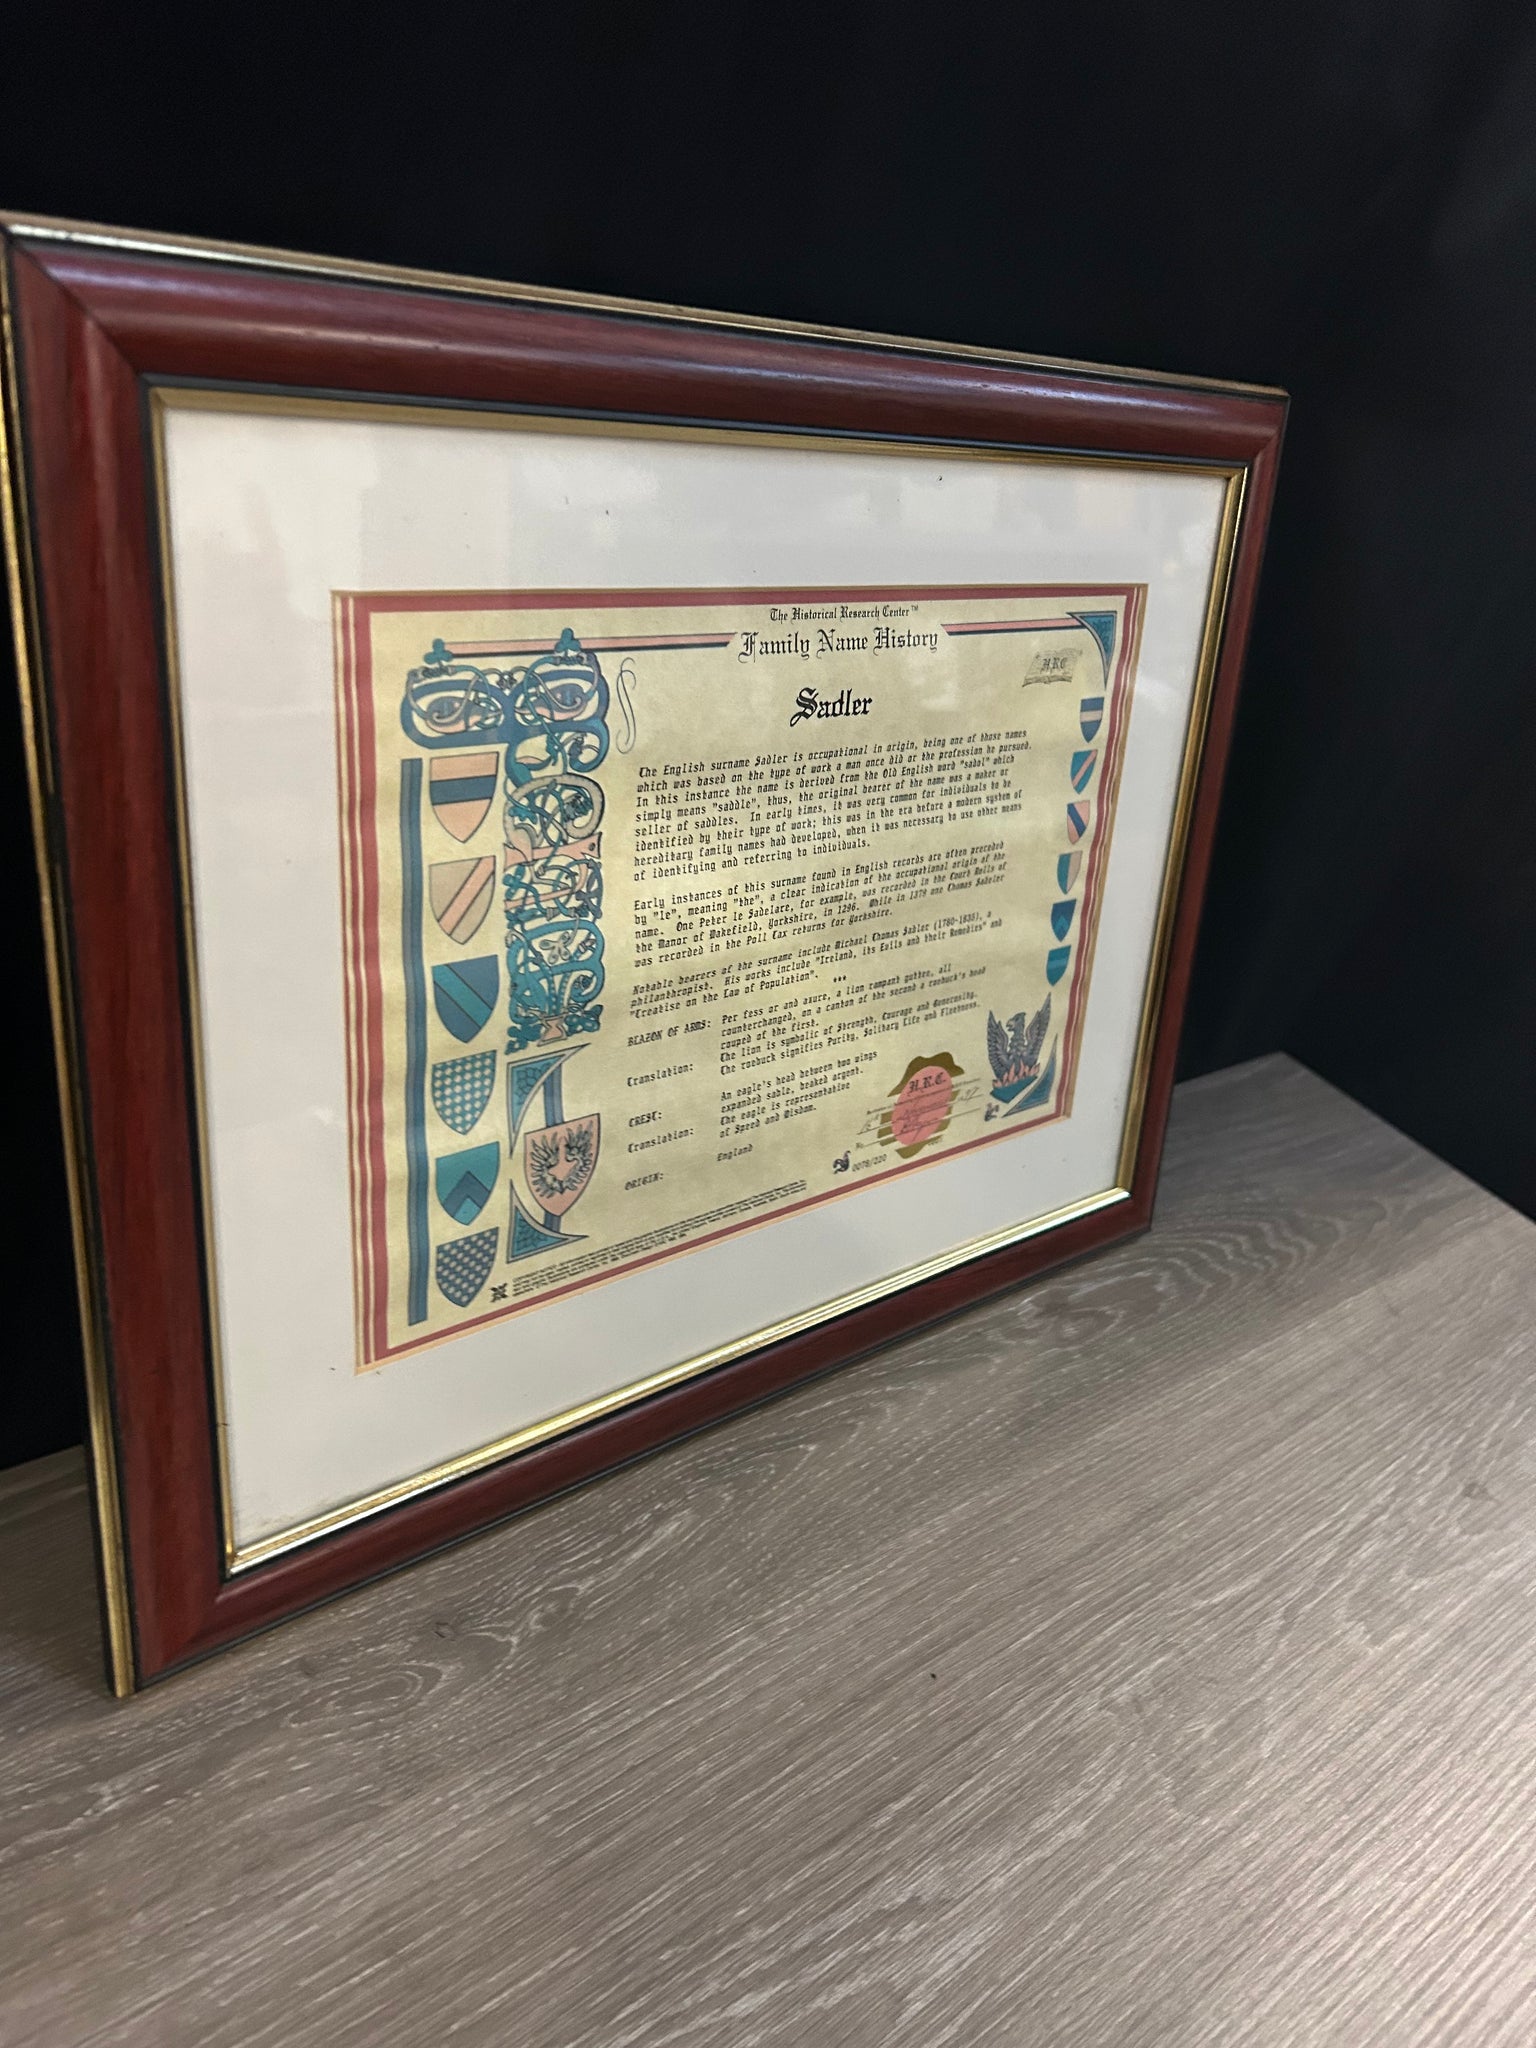 The Historical Research Center™
Family Name History
H.R.C.
Sadler
The English surname Sadler is occupational in origin, being one of those names
which was based on the type of work a man once did or the profession he pursued.
In this instance the name is derived from the Old English word "sadol" which
simply means "saddle", thus, the original bearer of the name was a maker or
seller of saddles. In early times, it was very common for individuals to be
identified by their type of work; this was in the era before a modern system of
hereditary family names had developed, when it was necessary to use other means
of identifying and referring to individuals.
Early instances of this surname found in English records are often preceded
by "le", meaning "the", a clear indication of the occupational origin of the
name. One Peter le Sadelare, for example, was recorded in the Court Rolls of
the Manor of Wakefield, Yorkshire, in 1296. While in 1379 one Thomas Sadeler
was recorded in the Poll Tax returns for Yorkshire.
Notable bearers of the surname include Michael Thomas Sadler (1780-1835), a
philanthropist. His works include "Ireland, its Evils and their Remedies" and
"Treatise on the Law of Population".
***
BLAZON OF ARMS: Per fess or and azure, a lion rampant guttee, all
counterchanged, on a canton of the second a roebuck's head
couped of the first.
Translation: The lion is symbolic of Strength, Courage and Generosity.
The roebuck signifies Purity, Solitary Life and Fleetness.
CREST: An eagle's head between two wings
expanded sable, beaked argent.
Translation: The eagle is representative
of Speed and Wisdom.
ORIGIN: England
H.R.C.
No.
0078/220